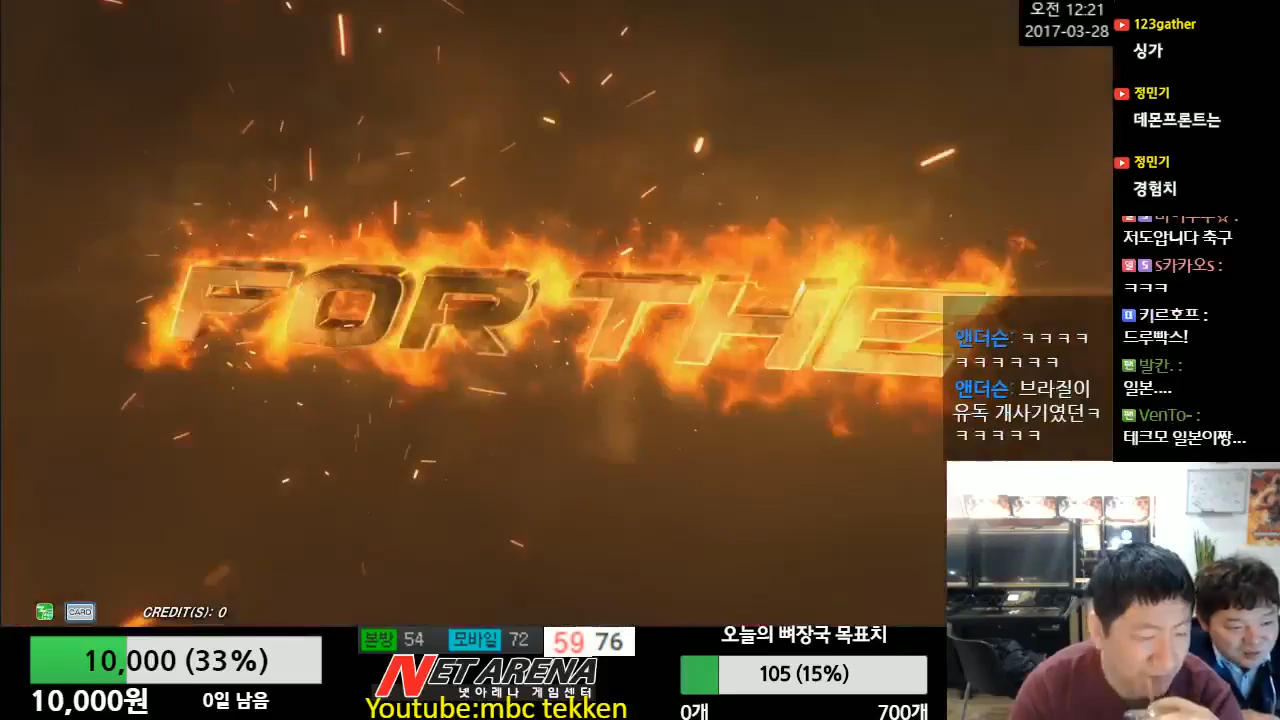 FOR THE
CREDIT(S): 0
CARD
오전 12:21
2017-03-28
123gather
싱가
정민기
데몬프론트는
정민기
경험치
저도압니다 축구
s카카오s :
ㅋㅋㅋ
키르호프 :
드루빡스!
발칸. :
일본....
VenTo- :
테크모 일본이짱...
앤더슨: ㅋㅋㅋㅋ
ㅋㅋㅋㅋㅋㅋ
앤더슨: 브라질이
유독 개사기였던ㅋ
ㅋㅋㅋㅋㅋ
10,000 (33%)
10,000원 0일 남음
본방 54 모바일 72 59 76
NET ARENA
넷아레나 게임센터
Youtube:mbc tekken
오늘의 뼈장국 목표치
105 (15%)
0개 700개